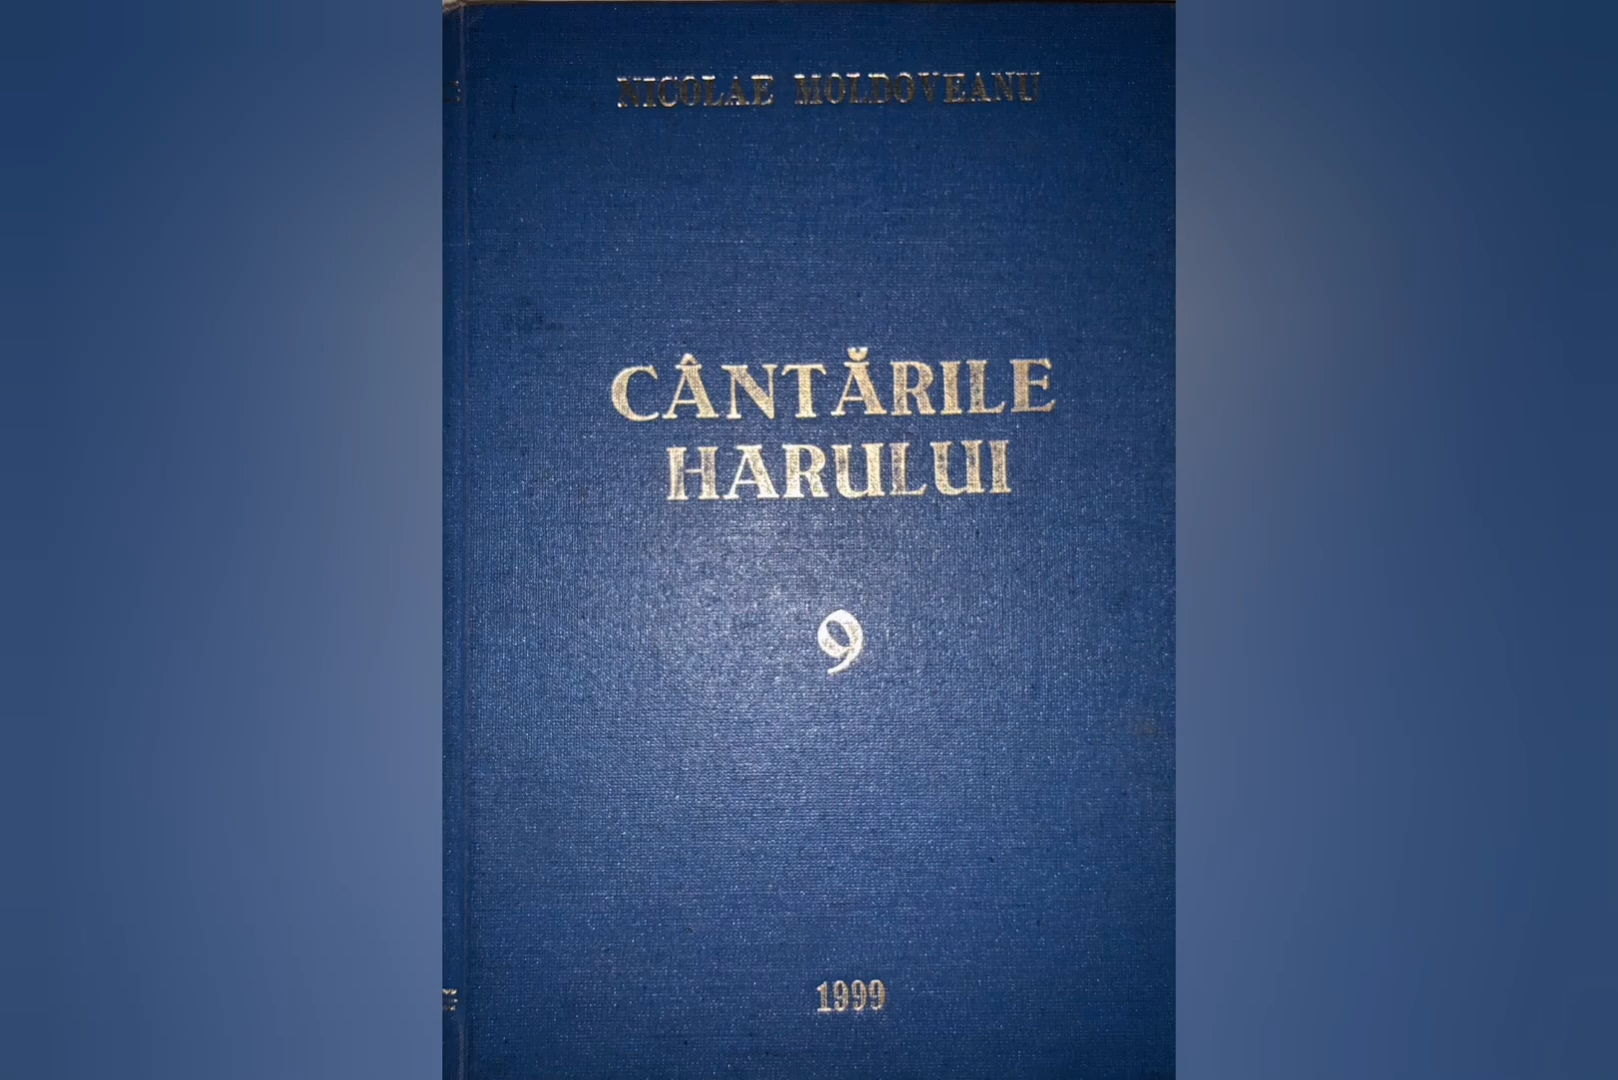 NICOLAE MOLDOVEANU
CÂNTĂRILE
HARULUI
9
1999